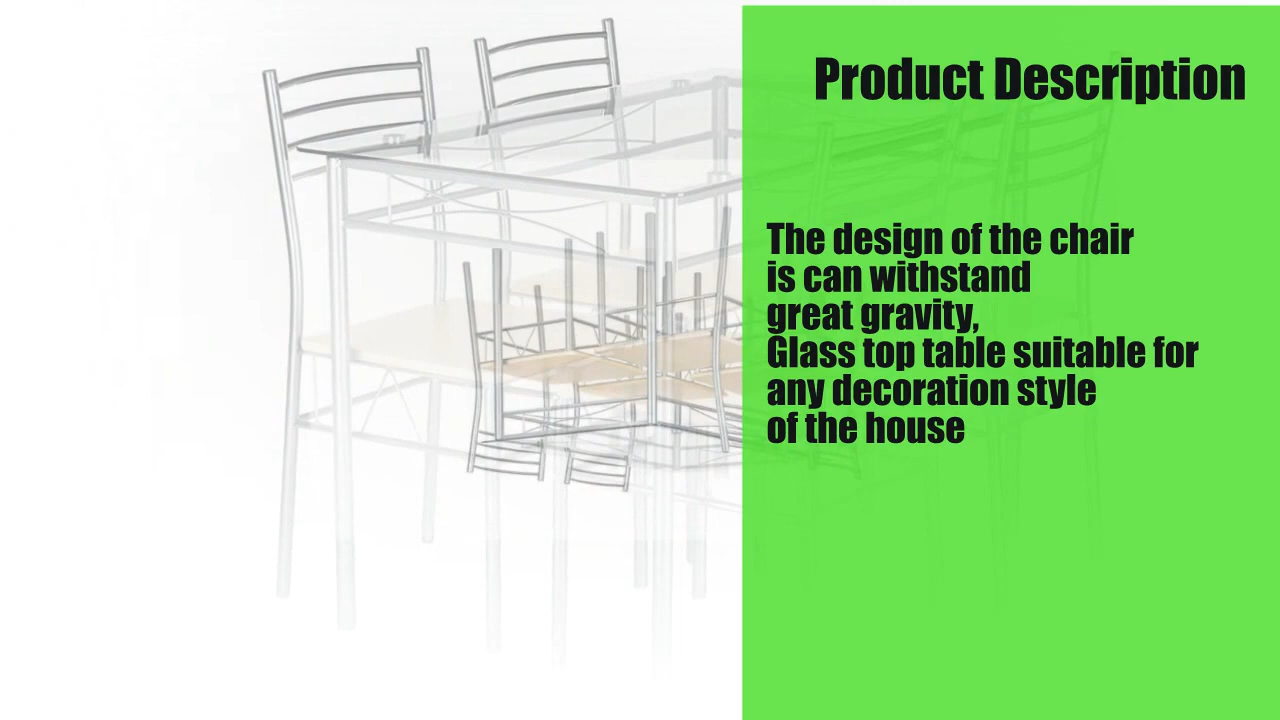 Product Description
The design of the chair
is can withstand
great gravity,
Glass top table suitable for
any decoration style
of the house